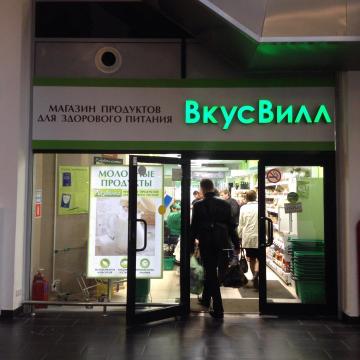 МАГАЗИН ПРОДУКТОВ
ДЛЯ ЗДОРОВОГО ПИТАНИЯ
ВкусВилл
МОЛОЧНЫЕ
ПРОДУКТЫ